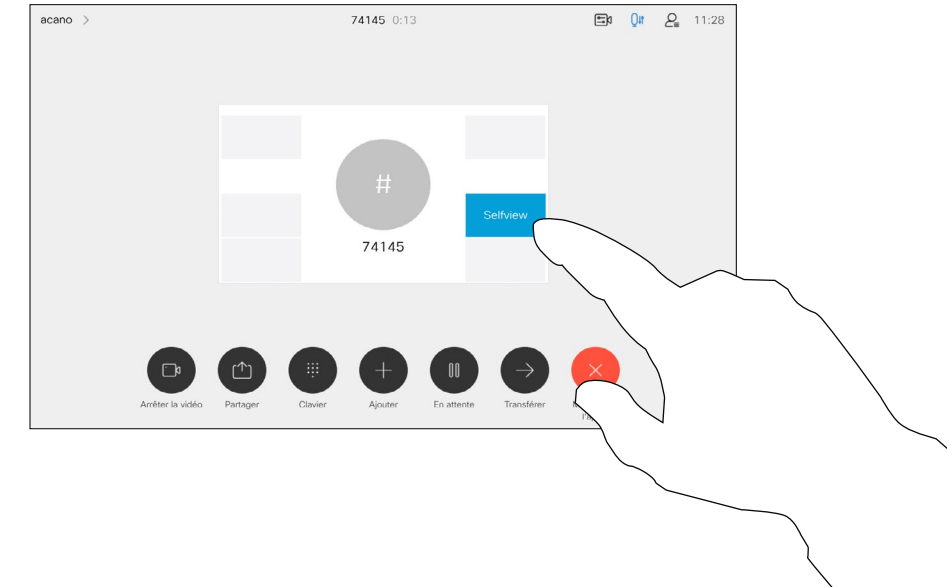 acano >
74145 0:13
11:28
#
74145
Selfview
Arrêter la vidéo
Partager
Clavier
Ajouter
En attente
Transférer